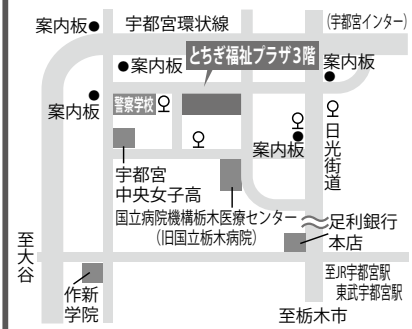 案内板
宇都宮環状線
(宇都宮インター)
とちぎ福祉プラザ3階
案内板
案内板
案内板
警察学校
案内板
日光街道
宇都宮
中央女子高
国立病院機構栃木医療センター
(旧国立栃木病院)
足利銀行
本店
至大谷
作新
学院
至JR宇都宮駅
東武宇都宮駅
至栃木市